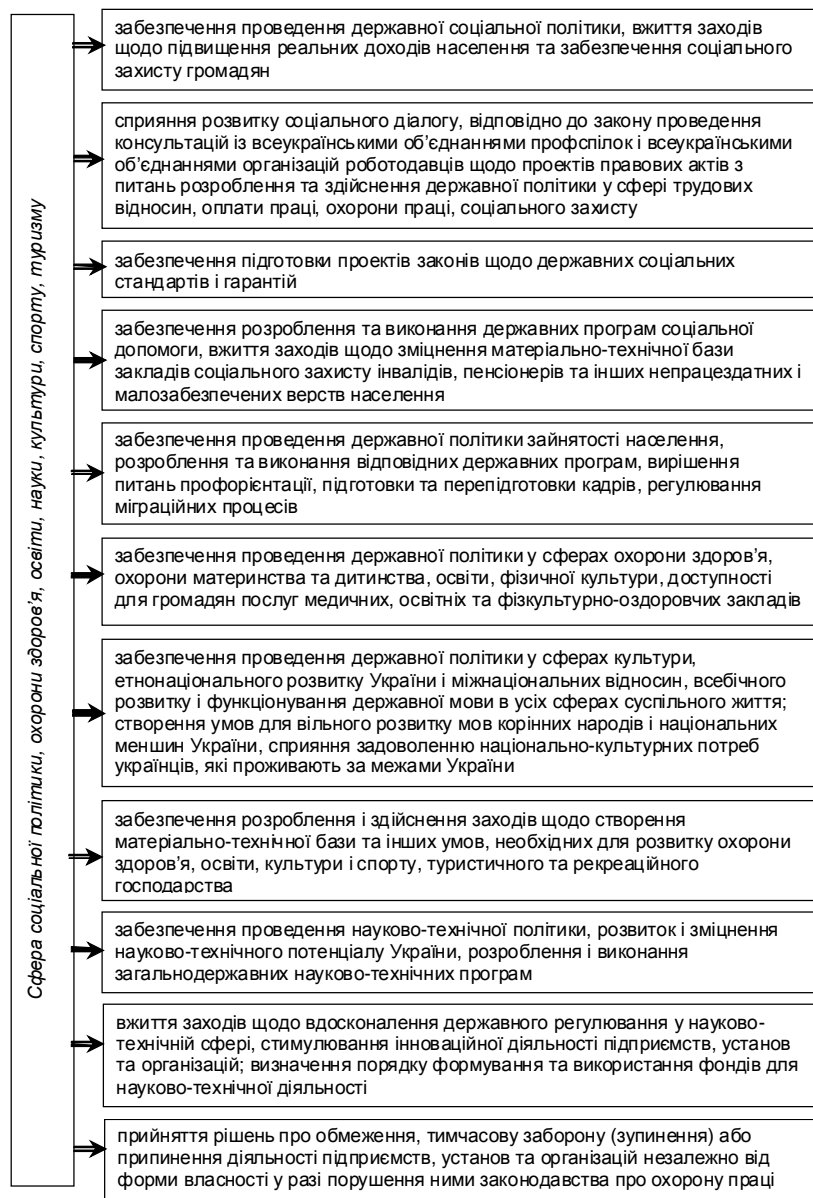 Сфера соціальної політики, охорони здоров'я, освіти, науки, культури, спорту, туризму
забезпечення проведення державної соціальної політики, вжиття заходів
щодо підвищення реальних доходів населення та забезпечення соціального
захисту громадян
сприяння розвитку соціального діалогу, відповідно до закону проведення
консультацій із всеукраїнськими об'єднаннями профспілок і всеукраїнськими
об'єднаннями організацій роботодавців щодо проектів правових актів з
питань розроблення та здійснення державної політики у сфері трудових
відносин, оплати праці, охорони праці, соціального захисту
забезпечення підготовки проектів законів щодо державних соціальних
стандартів і гарантій
забезпечення розроблення та виконання державних програм соціальної
допомоги, вжиття заходів щодо зміцнення матеріально-технічної бази
закладів соціального захисту інвалідів, пенсіонерів та інших непрацездатних і
малозабезпечених верств населення
забезпечення проведення державної політики зайнятості населення,
розроблення та виконання відповідних державних програм, вирішення
питань профорієнтації, підготовки та перепідготовки кадрів, регулювання
міграційних процесів
забезпечення проведення державної політики у сферах охорони здоров'я,
охорони материнства та дитинства, освіти, фізичної культури, доступності
для громадян послуг медичних, освітніх та фізкультурно-оздоровчих закладів
забезпечення проведення державної політики у сферах культури,
етнонаціонального розвитку України і міжнаціональних відносин, всебічного
розвитку і функціонування державної мови в усіх сферах суспільного життя;
створення умов для вільного розвитку мов корінних народів і національних
меншин України, сприяння задоволенню національно-культурних потреб
українців, які проживають за межами України
забезпечення розроблення і здійснення заходів щодо створення
матеріально-технічної бази та інших умов, необхідних для розвитку охорони
здоров'я, освіти, культури і спорту, туристичного та рекреаційного
господарства
забезпечення проведення науково-технічної політики, розвиток і зміцнення
науково-технічного потенціалу України, розроблення і виконання
загальнодержавних науково-технічних програм
вжиття заходів щодо вдосконалення державного регулювання у науково-
технічній сфері, стимулювання інноваційної діяльності підприємств, установ
та організацій; визначення порядку формування та використання фондів для
науково-технічної діяльності
прийняття рішень про обмеження, тимчасову заборону (зупинення) або
припинення діяльності підприємств, установ та організацій незалежно від
форми власності у разі порушення ними законодавства про охорону праці